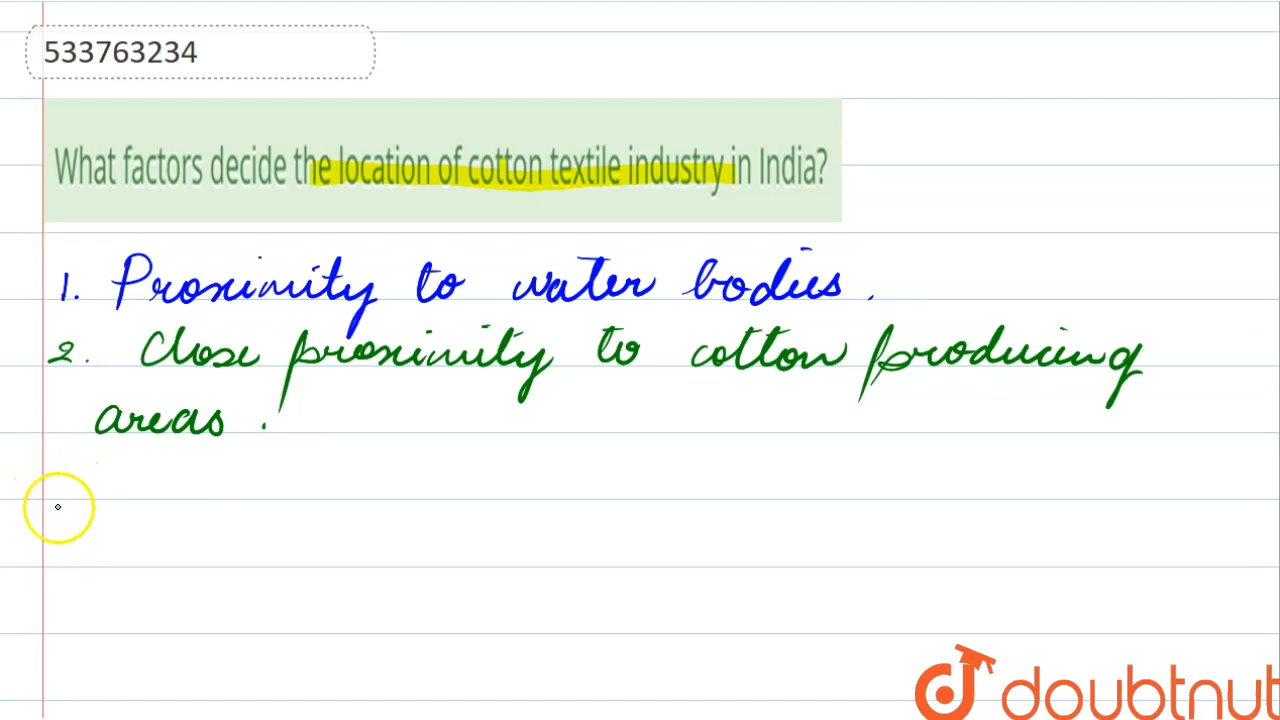 533763234
What factors decide the location of cotton textile industry in India?
1. Proximity to water bodies.
2. Close proximity to cotton producing
areas.
doubtnut